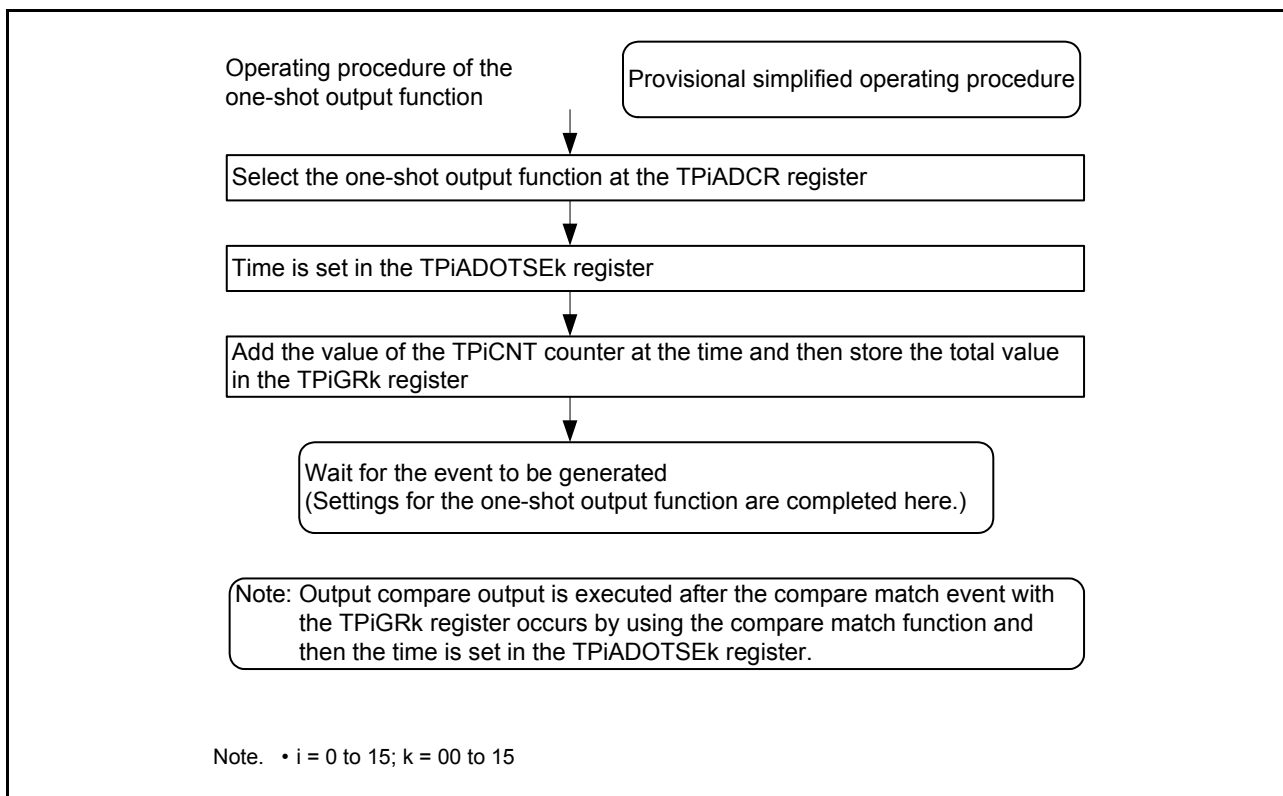 Operating procedure of the
one-shot output function
Provisional simplified operating procedure
Select the one-shot output function at the TPiADCR register
Time is set in the TPiADOTSEk register
Add the value of the TPiCNT counter at the time and then store the total value
in the TPiGRk register
Wait for the event to be generated
(Settings for the one-shot output function are completed here.)
Note: Output compare output is executed after the compare match event with
the TPiGRk register occurs by using the compare match function and
then the time is set in the TPiADOTSEk register.
Note. • i = 0 to 15; k = 00 to 15